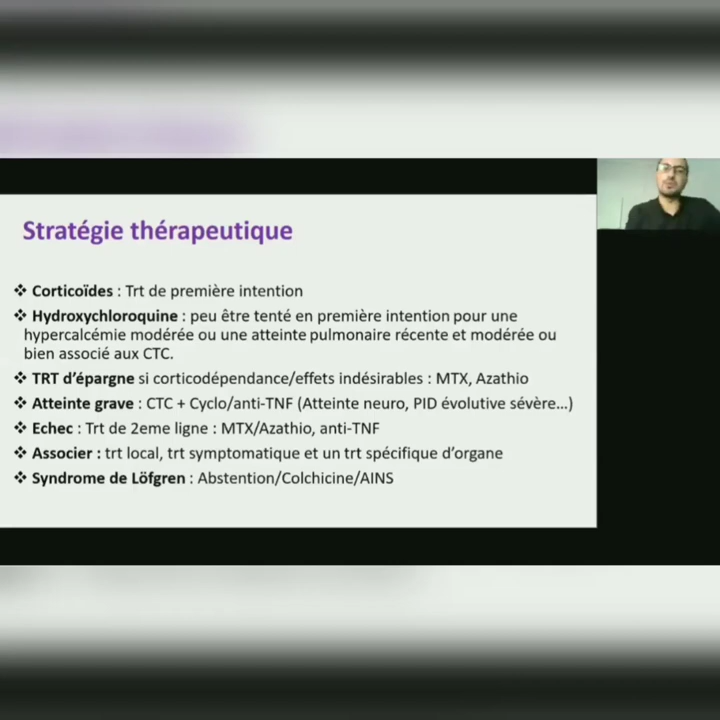 Stratégie thérapeutique
❖ Corticoïdes : Trt de première intention
❖ Hydroxychloroquine : peu être tenté en première intention pour une
hypercalcémie modérée ou une atteinte pulmonaire récente et modérée ou
bien associé aux CTC.
❖ TRT d'épargne si corticodépendance/effets indésirables : MTX, Azathio
❖ Atteinte grave : CTC + Cyclo/anti-TNF (Atteinte neuro, PID évolutive sévère...)
❖ Echec : Trt de 2eme ligne : MTX/Azathio, anti-TNF
❖ Associer : trt local, trt symptomatique et un trt spécifique d'organe
❖ Syndrome de Löfgren : Abstention/Colchicine/AINS